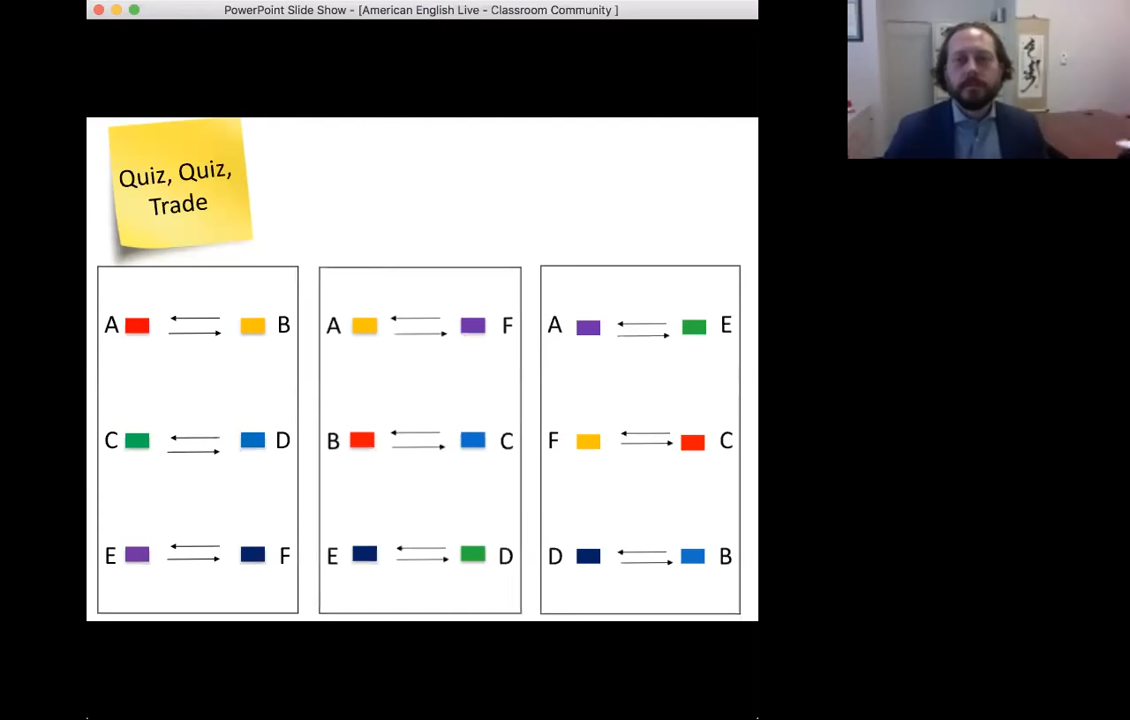 PowerPoint Slide Show - [American English Live - Classroom Community ]
Quiz, Quiz,
Trade
A B
C D
E F
A F
B C
E D
A E
F C
D B